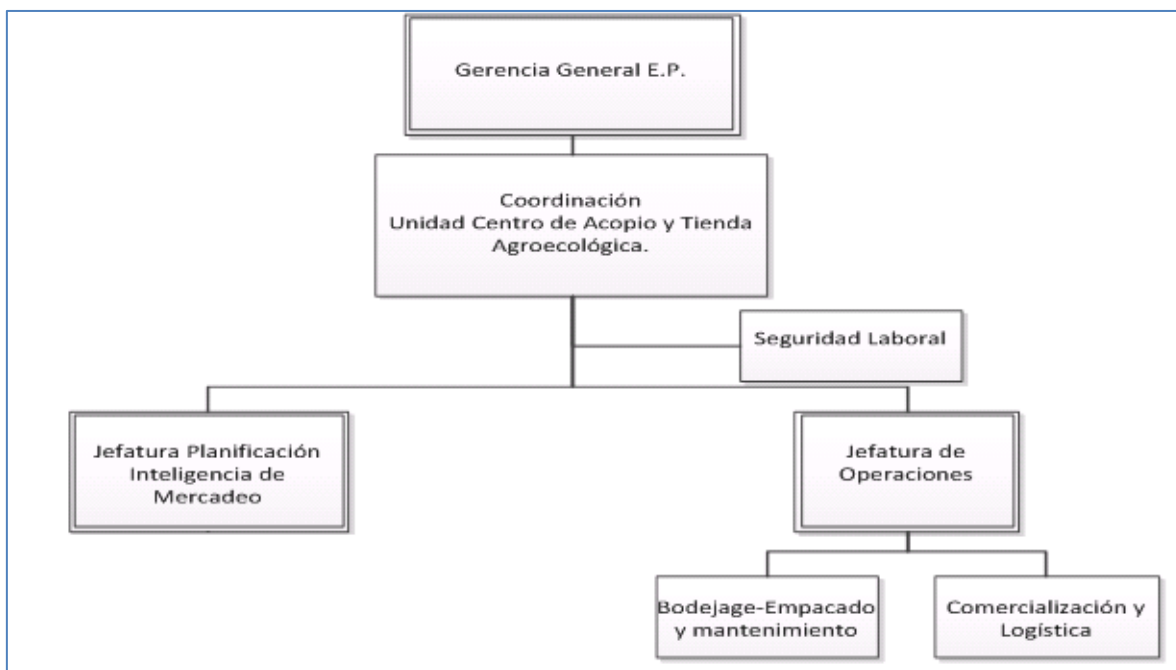 Gerencia General E.P.
Coordinación
Unidad Centro de Acopio y Tienda
Agroecológica.
Seguridad Laboral
Jefatura Planificación
Inteligencia de
Mercadeo
Jefatura de
Operaciones
Bodejage-Empacado
y mantenimiento
Comercialización y
Logística